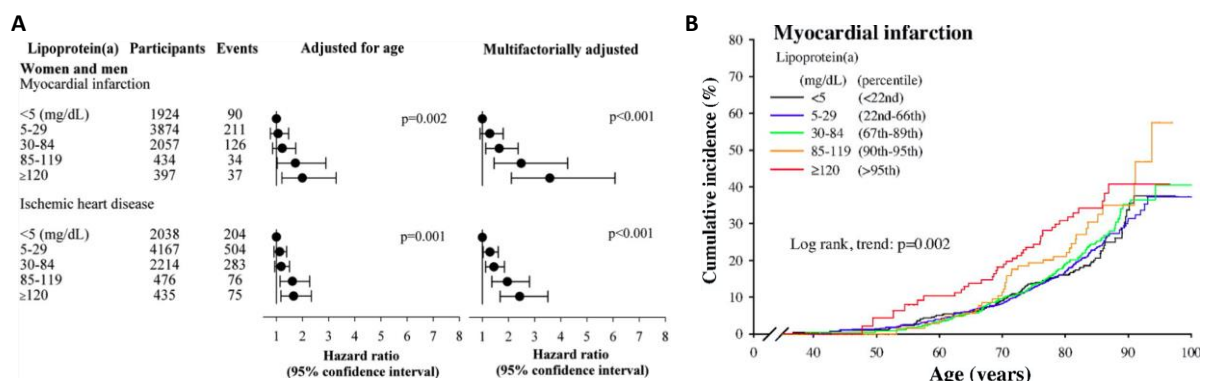 A
Lipoprotein(a) Participants Events Adjusted for age Multifactorially adjusted
Women and men
Myocardial infarction
<5 (mg/dL) 1924 90 p=0.002 p<0.001
5-29 3874 211
30-84 2057 126
85-119 434 34
≥120 397 37
Ischemic heart disease
<5 (mg/dL) 2038 204 p=0.001 p<0.001
5-29 4167 504
30-84 2214 283
85-119 476 76
≥120 435 75
1 2 3 4 5 6 7 8 1 2 3 4 5 6 7 8
Hazard ratio Hazard ratio
(95% confidence interval) (95% confidence interval)
B
Myocardial infarction
Lipoprotein(a)
(mg/dL) (percentile)
<5 (<22nd)
5-29 (22nd-66th)
30-84 (67th-89th)
85-119 (90th-95th)
≥120 (>95th)
Log rank, trend: p=0.002
Cumulative incidence (%)
80
70
60
50
40
30
20
10
0
0 40 50 60 70 80 90 100
Age (years)